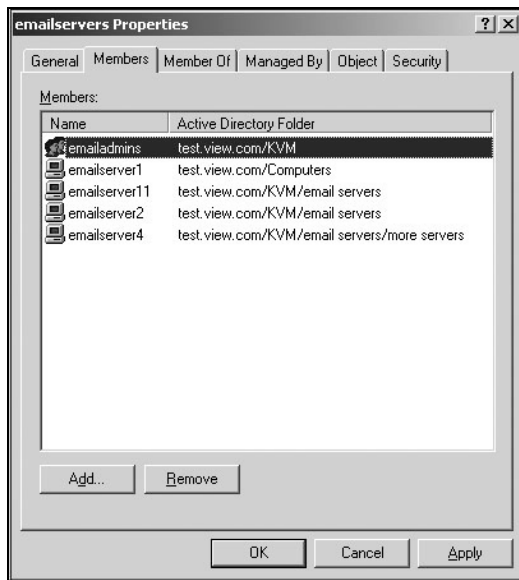 emailservers Properties ? X
General Members Member Of Managed By Object Security
Members:
Name Active Directory Folder
emailadmins test.view.com/KVM
emailserver1 test.view.com/Computers
emailserver11 test.view.com/KVM/email servers
emailserver2 test.view.com/KVM/email servers
emailserver4 test.view.com/KVM/email servers/more servers
Add... Remove
OK Cancel Apply